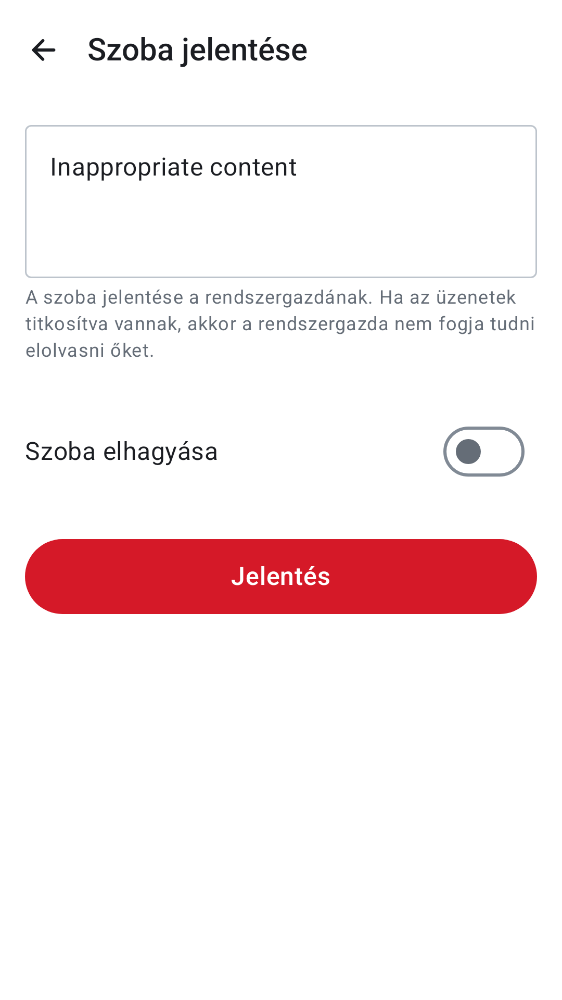 Szoba jelentése
Inappropriate content
A szoba jelentése a rendszergazdának. Ha az üzenetek
titkosítva vannak, akkor a rendszergazda nem fogja tudni
elolvasni őket.
Szoba elhagyása
Jelentés